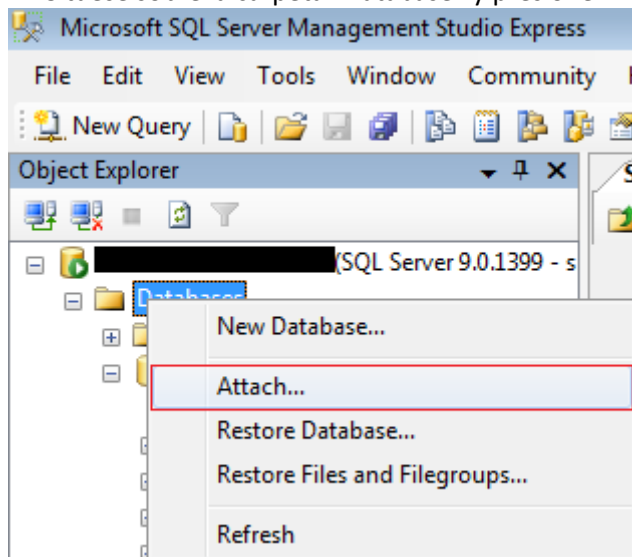 Microsoft SQL Server Management Studio Express
File Edit View Tools Window Community
New Query
Object Explorer
(SQL Server 9.0.1399 - s
Databases
New Database...
Attach...
Restore Database...
Restore Files and Filegroups...
Refresh